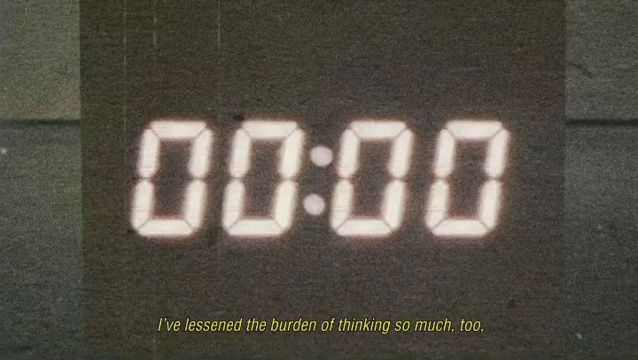 00:00
I've lessened the burden of thinking so much, too,